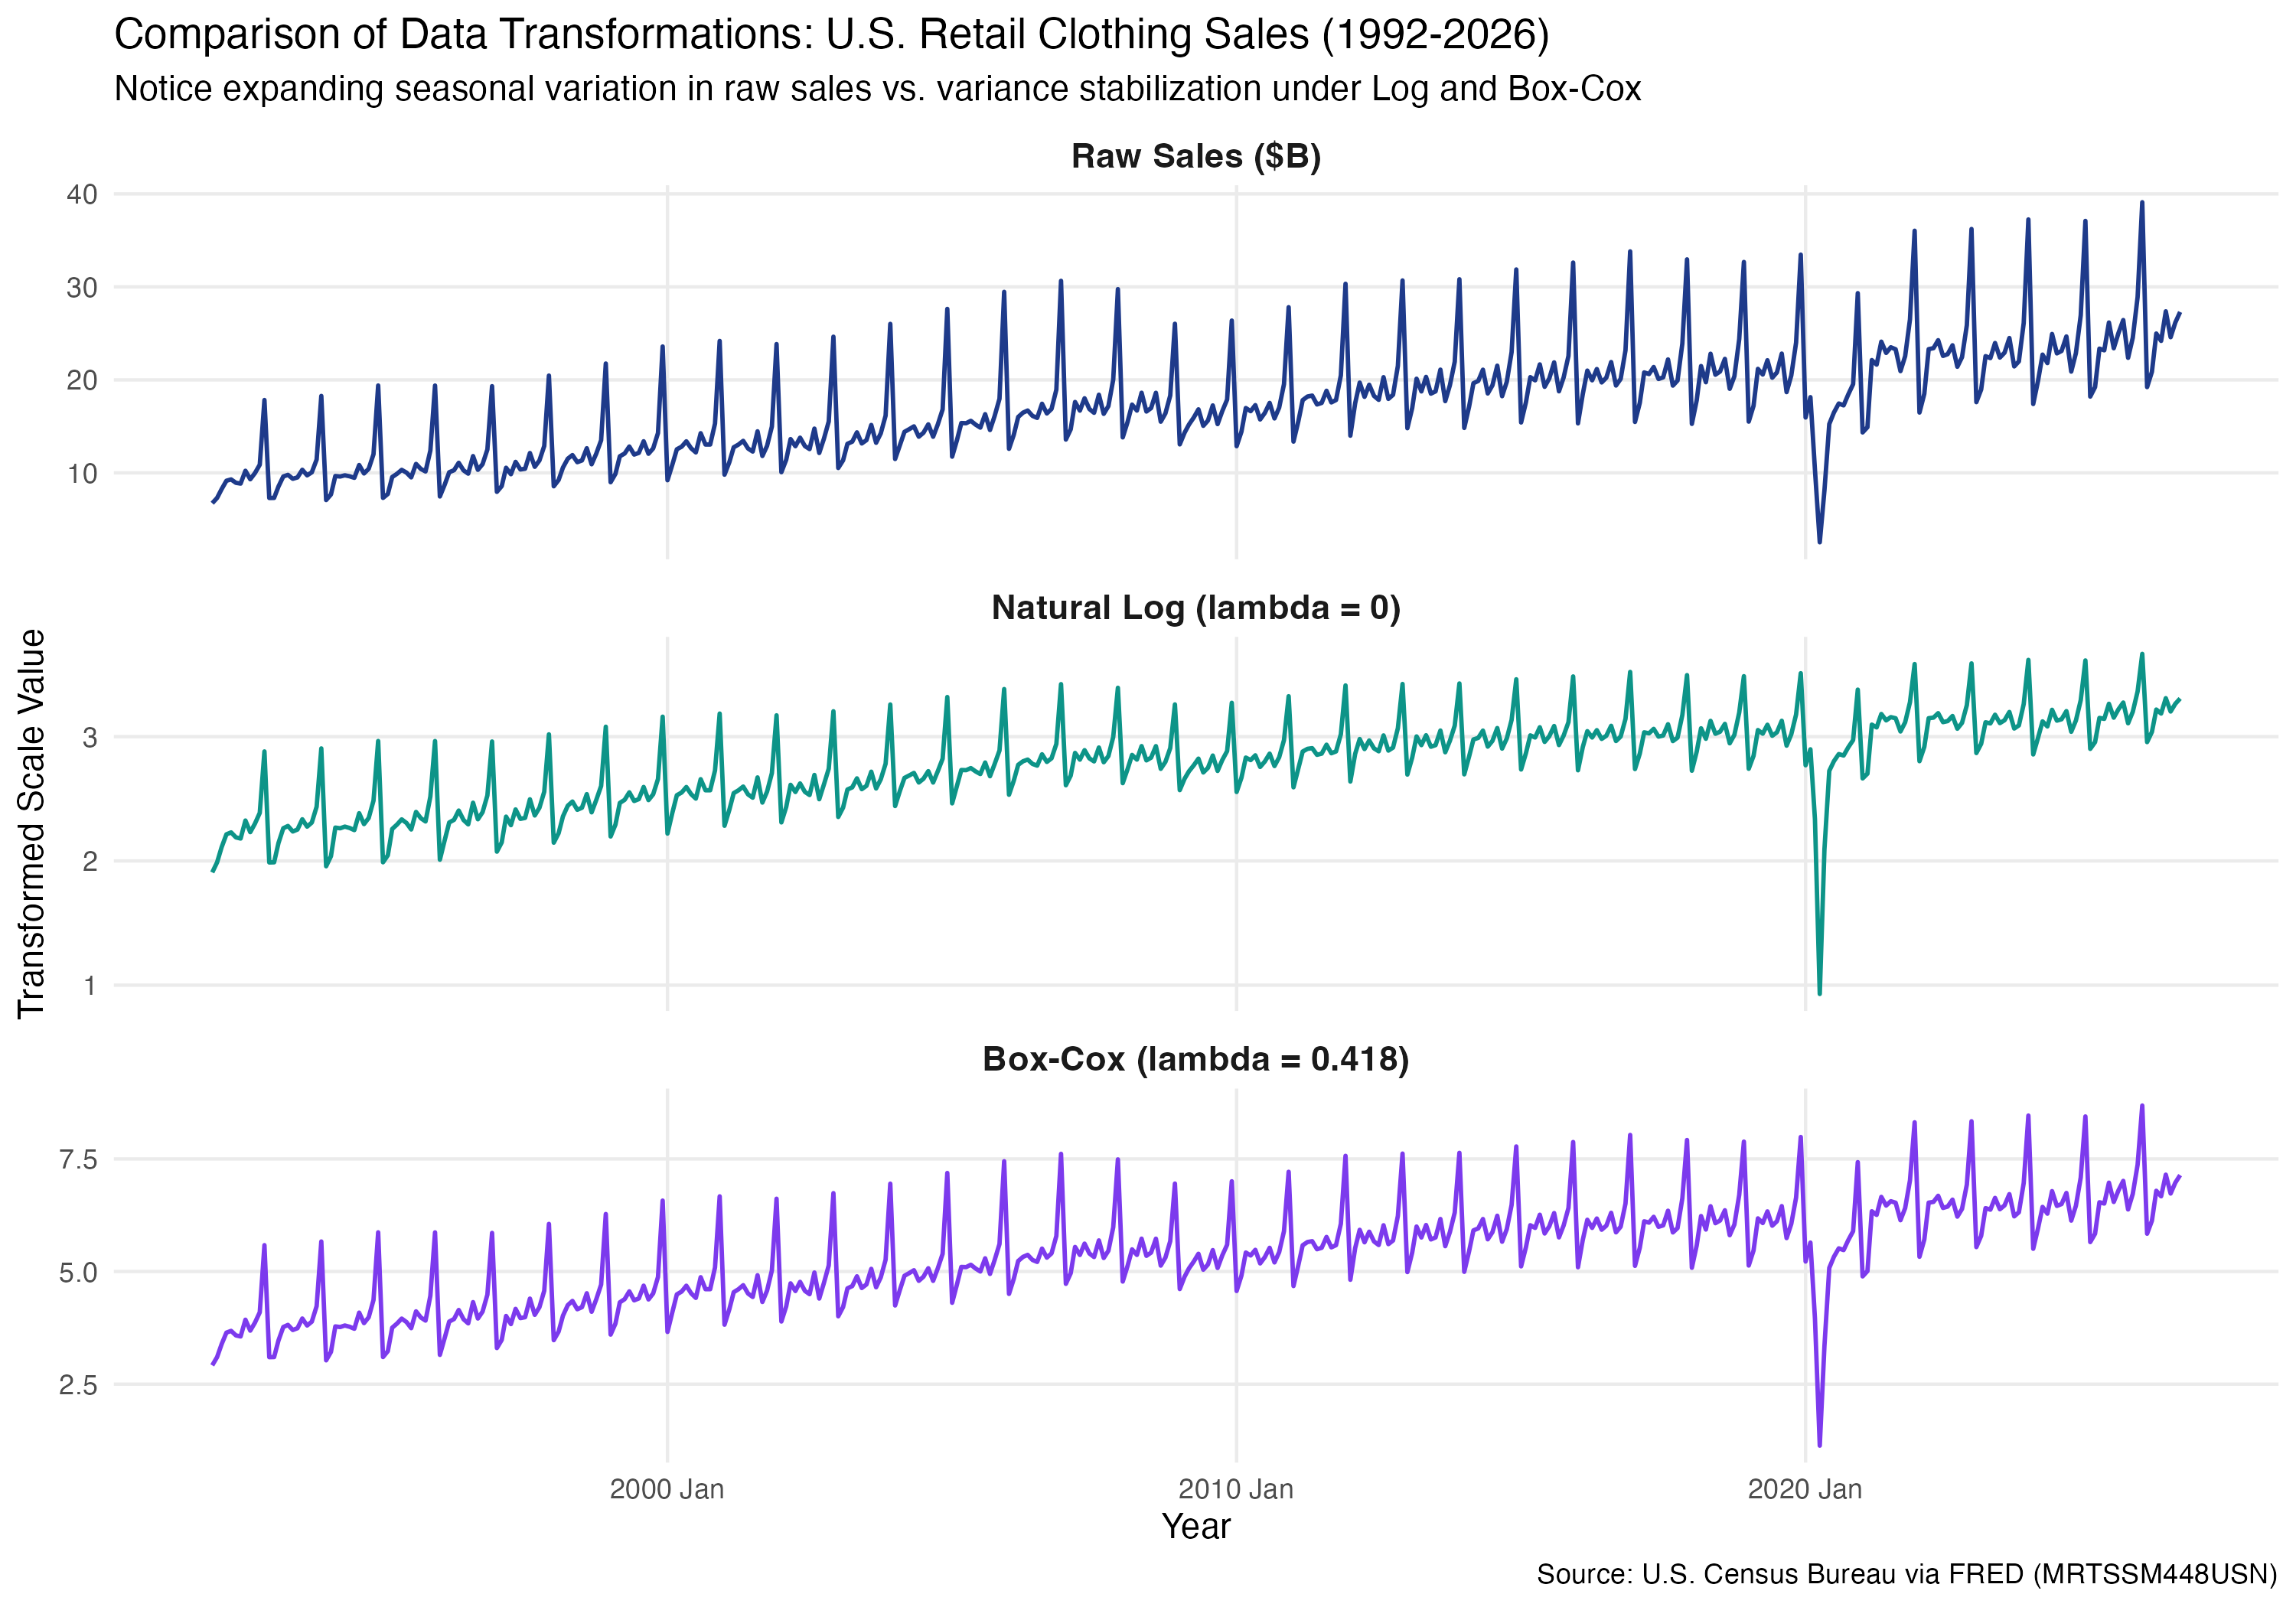 Comparison of Data Transformations: U.S. Retail Clothing Sales (1992-2026)
Notice expanding seasonal variation in raw sales vs. variance stabilization under Log and Box-Cox
Raw Sales ($B)
40
30
20
10
Natural Log (lambda = 0)
3
2
1
Transformed Scale Value
Box-Cox (lambda = 0.418)
7.5
5.0
2.5
2000 Jan
2010 Jan
2020 Jan
Year
Source: U.S. Census Bureau via FRED (MRTSSM448USN)